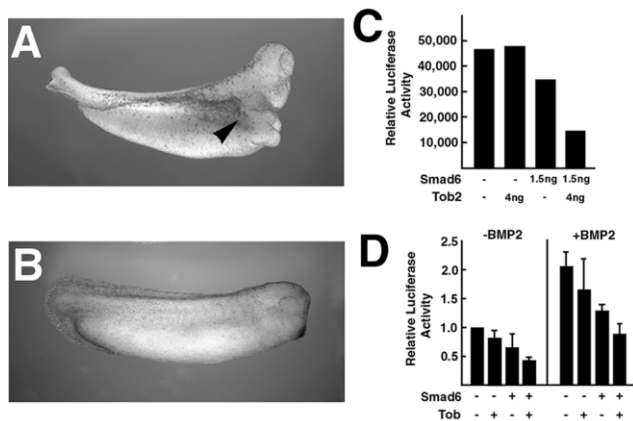 A
B
C
Relative Luciferase
Activity
50,000
40,000
30,000
20,000
10,000
Smad6 - - 1.5ng 1.5ng
Tob2 - 4ng - 4ng
D
-BMP2 +BMP2
Relative Luciferase
Activity
2.5
2.0
1.5
1.0
0.5
Smad6 - - + + - - + +
Tob - + - + - + - +